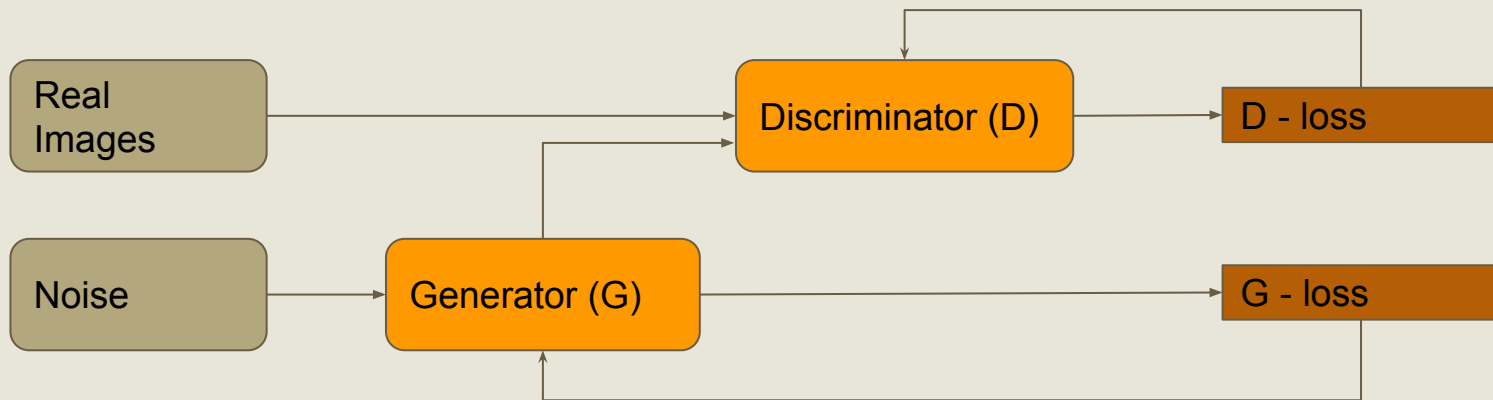 Real
Images
Discriminator (D)
D - loss
Noise
Generator (G)
G - loss